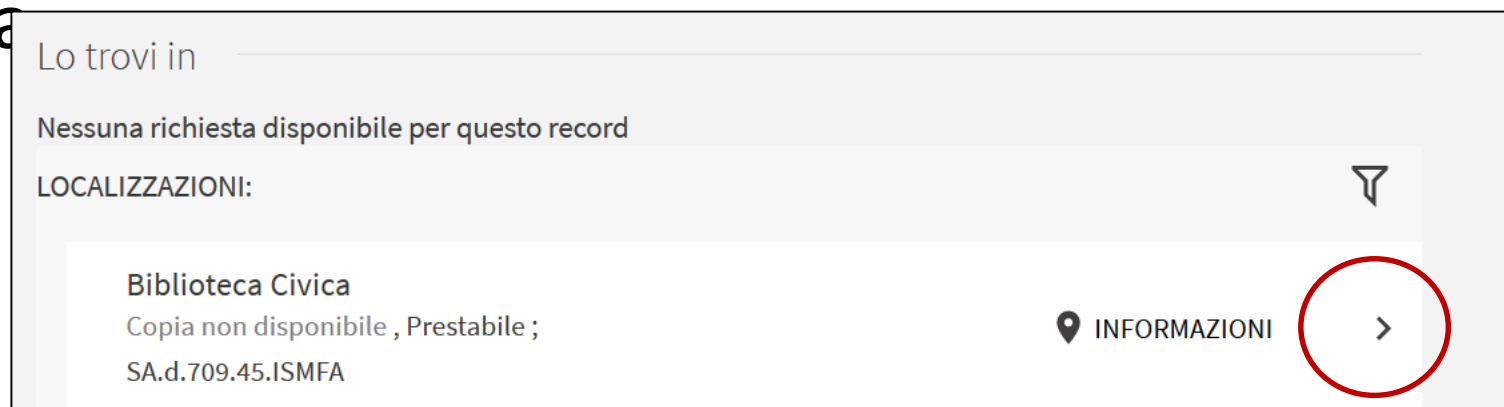 Lo trovi in
Nessuna richiesta disponibile per questo record
LOCALIZZAZIONI:
Biblioteca Civica
Copia non disponibile , Prestabile ;
INFORMAZIONI
SA.d.709.45.ISMFA